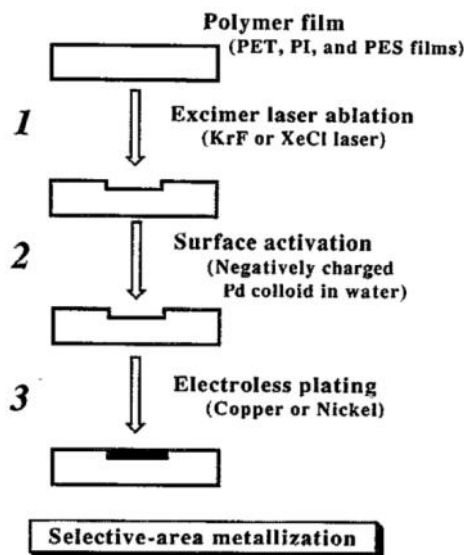 Polymer film
(PET, PI, and PES films)
1
Excimer laser ablation
(KrF or XeCl laser)
2
Surface activation
(Negatively charged
Pd colloid in water)
3
Electroless plating
(Copper or Nickel)
Selective-area metallization